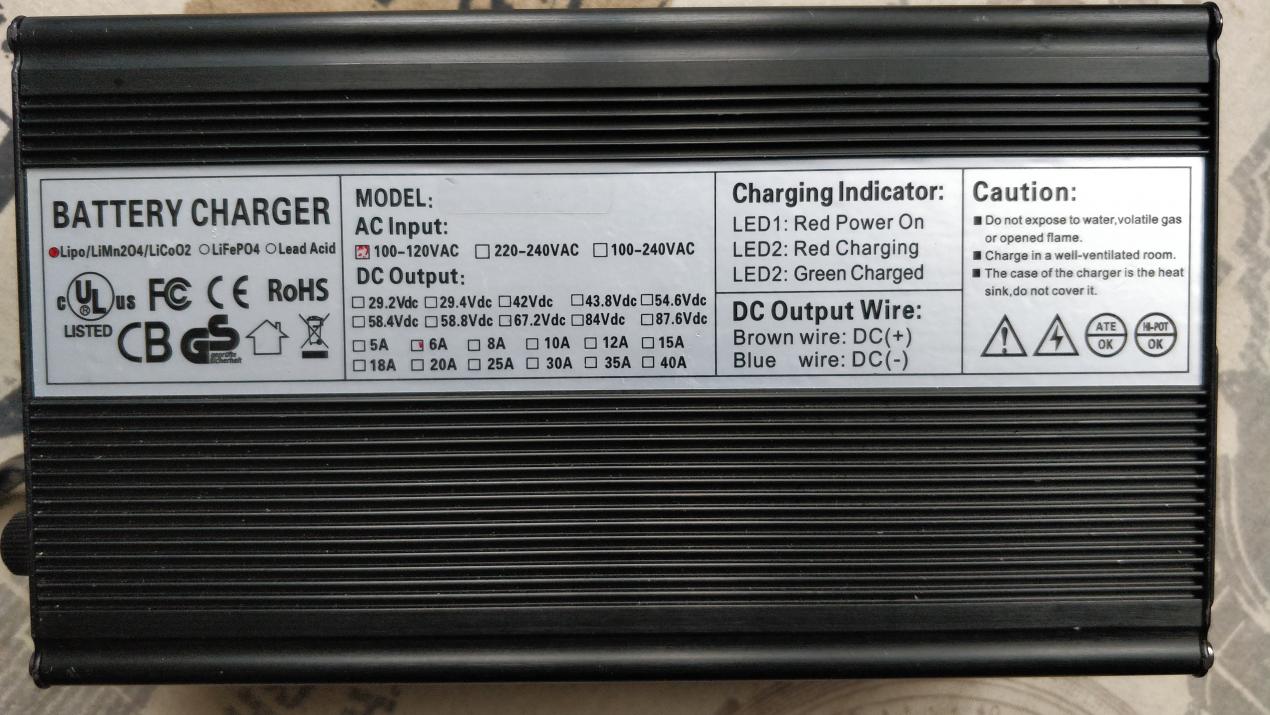 BATTERY CHARGER
Lipo/LiMn2O4/LiCoO2 LiFePO4 Lead Acid
c UL us FC CE RoHS
LISTED CB GS geprüfte Sicherheit
MODEL:
AC Input:
100-120VAC 220-240VAC 100-240VAC
DC Output:
29.2Vdc 29.4Vdc 42Vdc 43.8Vdc 54.6Vdc
58.4Vdc 58.8Vdc 67.2Vdc 84Vdc 87.6Vdc
5A 6A 8A 10A 12A 15A
18A 20A 25A 30A 35A 40A
Charging Indicator:
LED1: Red Power On
LED2: Red Charging
LED2: Green Charged
DC Output Wire:
Brown wire: DC(+)
Blue wire: DC(-)
Caution:
Do not expose to water,volatile gas
or opened flame.
Charge in a well-ventilated room.
The case of the charger is the heat
sink,do not cover it.
ATE OK
HI-POT OK